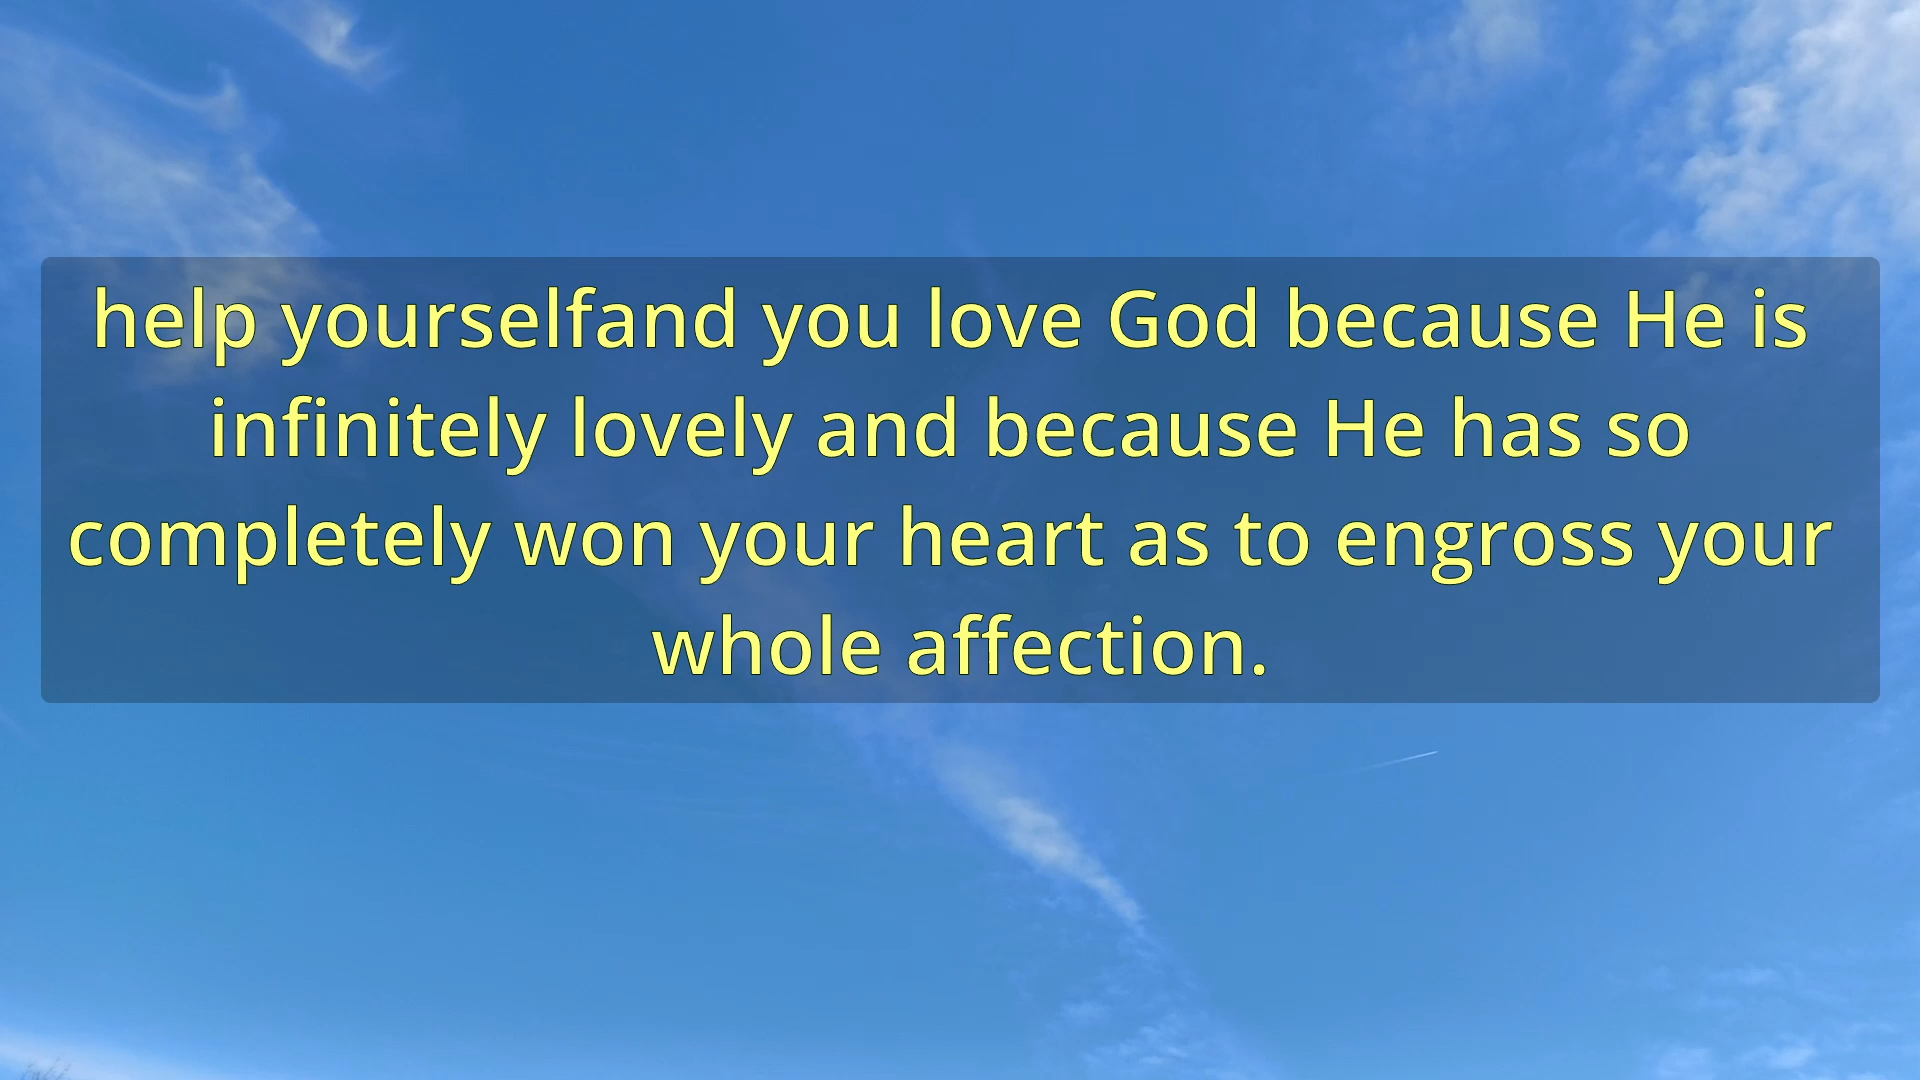 help yourselfand you love God because He is
infinitely lovely and because He has so
completely won your heart as to engross your
whole affection.